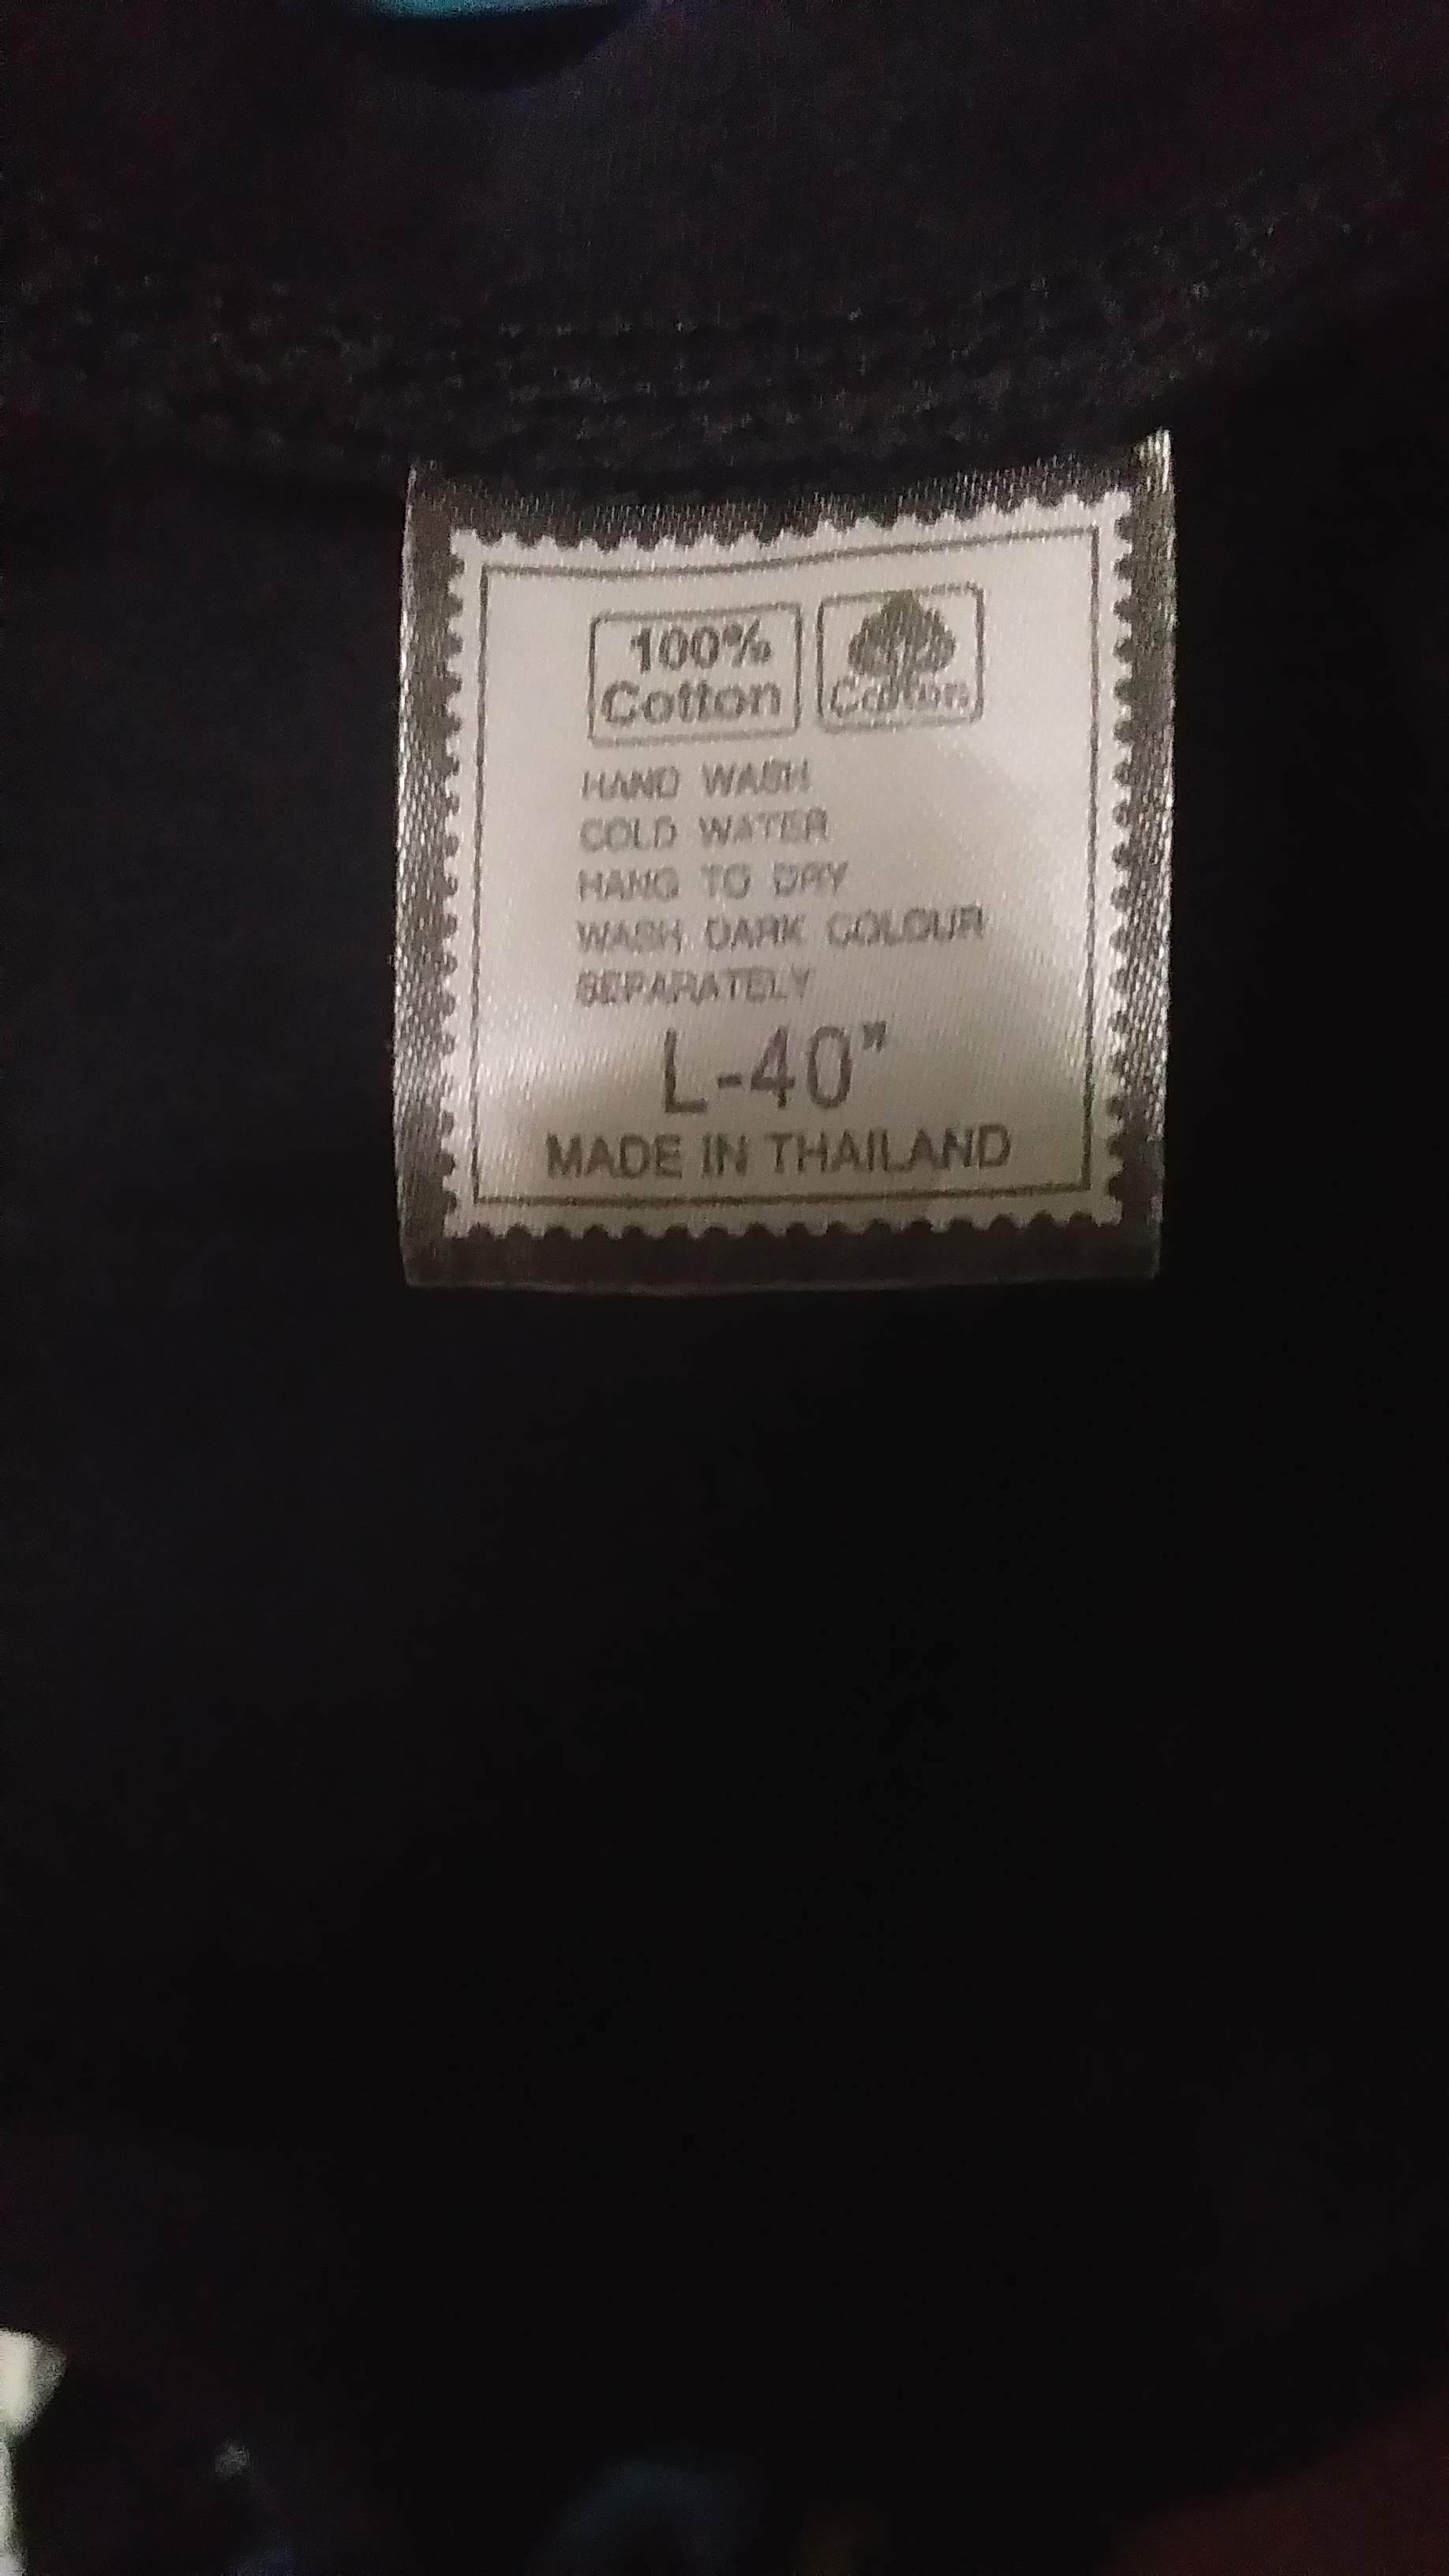 100%
Cotton
Cotton
HAND WASH
COLD WATER
HANG TO DRY
WASH DARK COLOUR
SEPARATELY
L-40"
MADE IN THAILAND